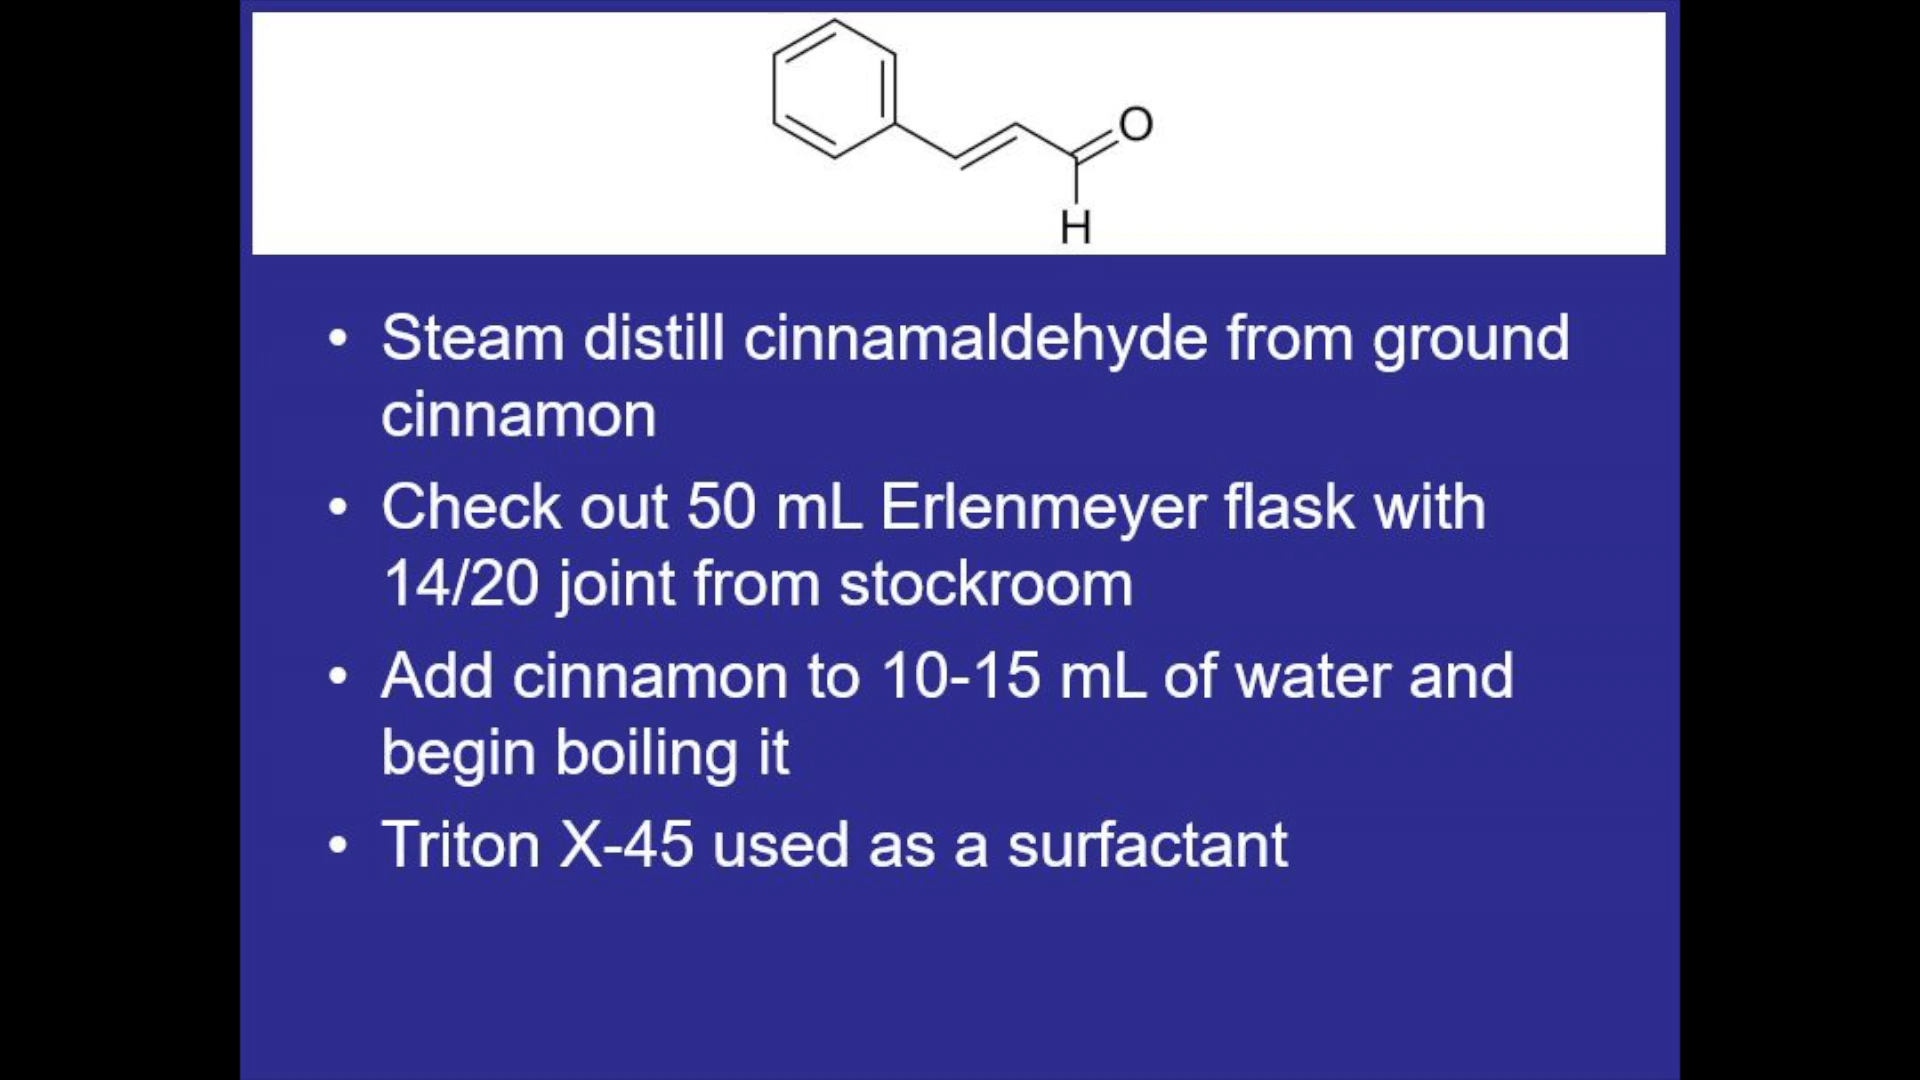 O
H
• Steam distill cinnamaldehyde from ground
cinnamon
• Check out 50 mL Erlenmeyer flask with
14/20 joint from stockroom
• Add cinnamon to 10-15 mL of water and
begin boiling it
• Triton X-45 used as a surfactant